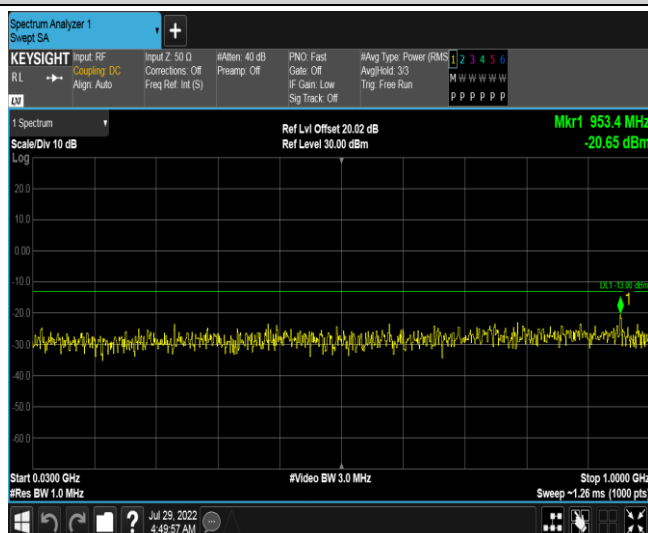 Spectrum Analyzer 1
Swept SA
+
KEYSIGHT
RL
LXI
Input: RF
Coupling: DC
Align: Auto
Input Z: 50 Ω
Corrections: Off
Freq Ref: Int (S)
#Atten: 40 dB
Preamp: Off
PNO: Fast
Gate: Off
IF Gain: Low
Sig Track: Off
#Avg Type: Power (RMS
Avg|Hold: 3/3
Trig: Free Run
1 2 3 4 5 6
M W W W W W
P P P P P P
1 Spectrum
Scale/Div 10 dB
Log
Ref Lvl Offset 20.02 dB
Ref Level 30.00 dBm
Mkr1 953.4 MHz
-20.65 dBm
20.0
10.0
0.00
-10.0
DL1 -13.00 dBm
1
-20.0
-30.0
-40.0
-50.0
-60.0
Start 0.0300 GHz
#Res BW 1.0 MHz
#Video BW 3.0 MHz
Stop 1.0000 GHz
Sweep ~1.26 ms (1000 pts)
?
Jul 29, 2022
4:49:57 AM